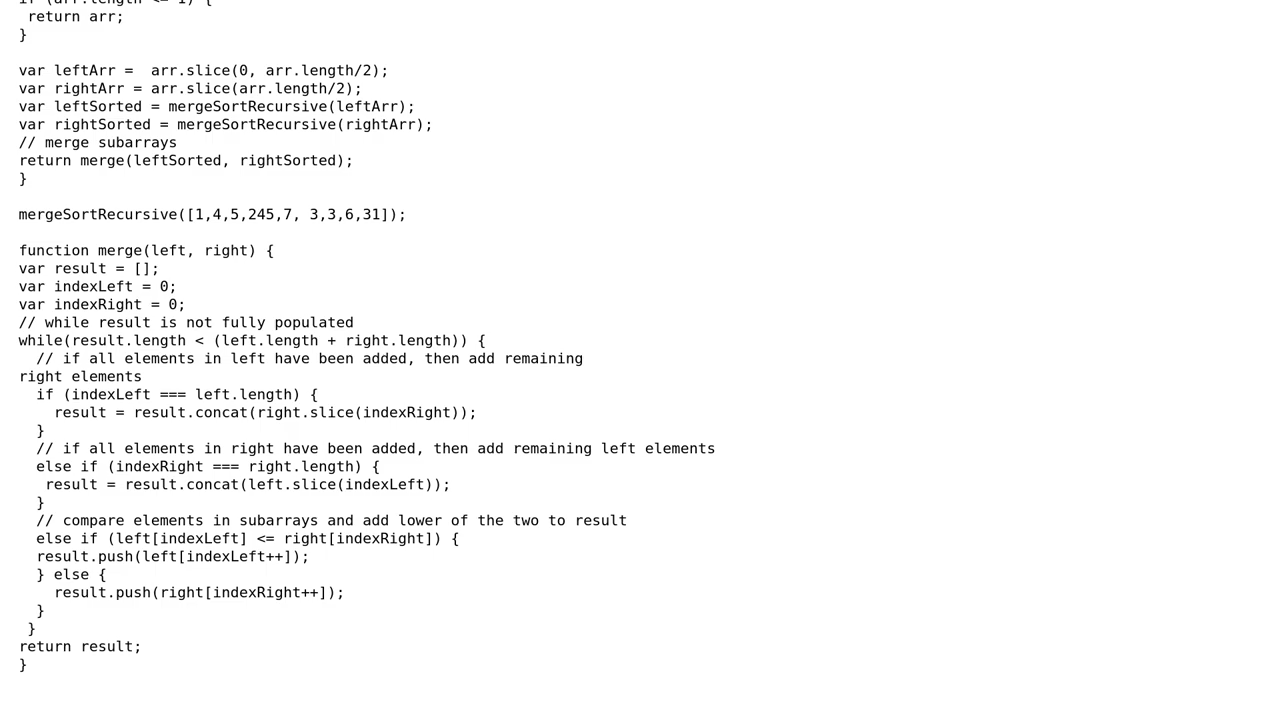 if (arr.length <= 1) {
 return arr;
}

var leftArr =  arr.slice(0, arr.length/2);
var rightArr = arr.slice(arr.length/2);
var leftSorted = mergeSortRecursive(leftArr);
var rightSorted = mergeSortRecursive(rightArr);
// merge subarrays
return merge(leftSorted, rightSorted);
}

mergeSortRecursive([1,4,5,245,7, 3,3,6,31]);

function merge(left, right) {
var result = [];
var indexLeft = 0;
var indexRight = 0;
// while result is not fully populated
while(result.length < (left.length + right.length)) {
  // if all elements in left have been added, then add remaining
right elements
  if (indexLeft === left.length) {
    result = result.concat(right.slice(indexRight));
  }
  // if all elements in right have been added, then add remaining left elements
  else if (indexRight === right.length) {
   result = result.concat(left.slice(indexLeft));
  }
  // compare elements in subarrays and add lower of the two to result
  else if (left[indexLeft] <= right[indexRight]) {
  result.push(left[indexLeft++]);
  } else {
    result.push(right[indexRight++]);
  }
 }
return result;
}